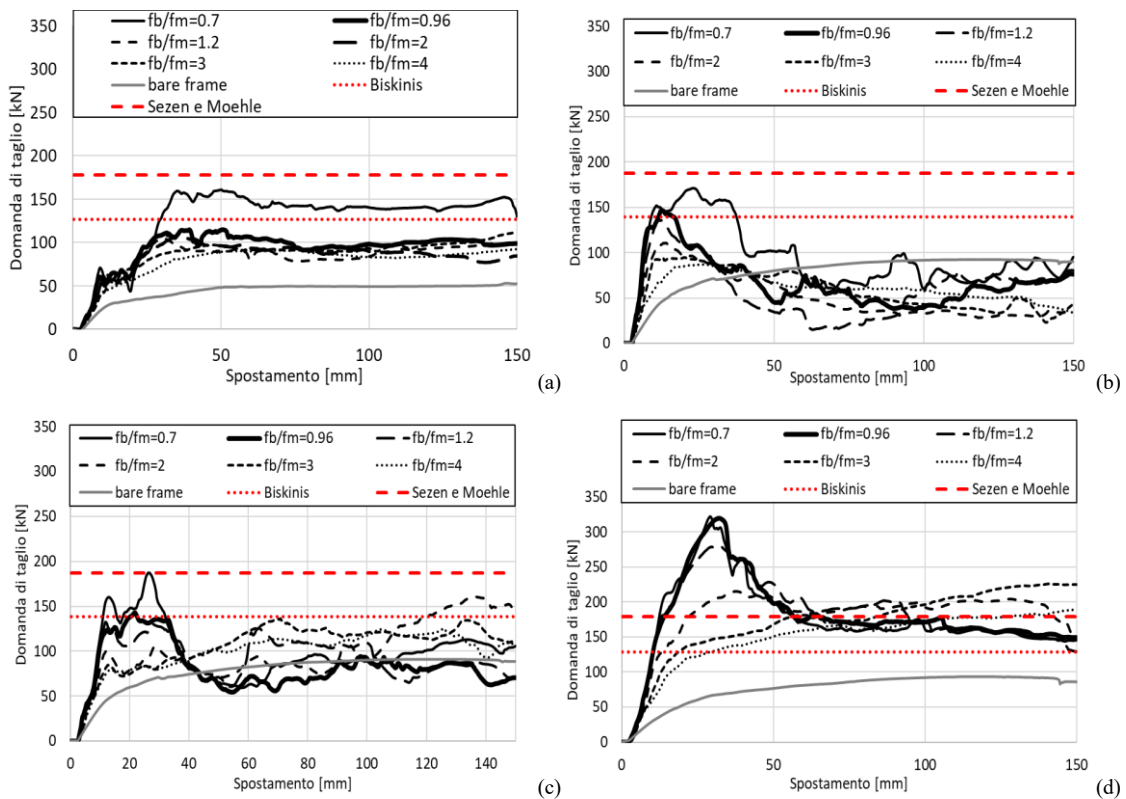 350
300
250
200
150
100
50
0
Domanda di taglio [kN]
fb/fm=0.7
fb/fm=0.96
fb/fm=1.2
fb/fm=2
fb/fm=3
fb/fm=4
bare frame
Biskinis
Sezen e Moehle
0
50
100
150
Spostamento [mm]
(a)
350
300
250
200
150
100
50
0
Domanda di taglio [kN]
fb/fm=0.7
fb/fm=0.96
fb/fm=1.2
fb/fm=2
fb/fm=3
fb/fm=4
bare frame
Biskinis
Sezen e Moehle
0
50
100
150
Spostamento [mm]
(b)
350
300
250
200
150
100
50
0
Domanda di taglio [kN]
fb/fm=0.7
fb/fm=0.96
fb/fm=1.2
fb/fm=2
fb/fm=3
fb/fm=4
bare frame
Biskinis
Sezen e Moehle
0
20
40
60
80
100
120
140
Spostamento [mm]
(c)
fb/fm=0.7
fb/fm=0.96
fb/fm=1.2
fb/fm=2
fb/fm=3
fb/fm=4
bare frame
Biskinis
Sezen e Moehle
350
300
250
200
150
100
50
0
Domanda di taglio [kN]
0
50
100
150
Spostamento [mm]
(d)